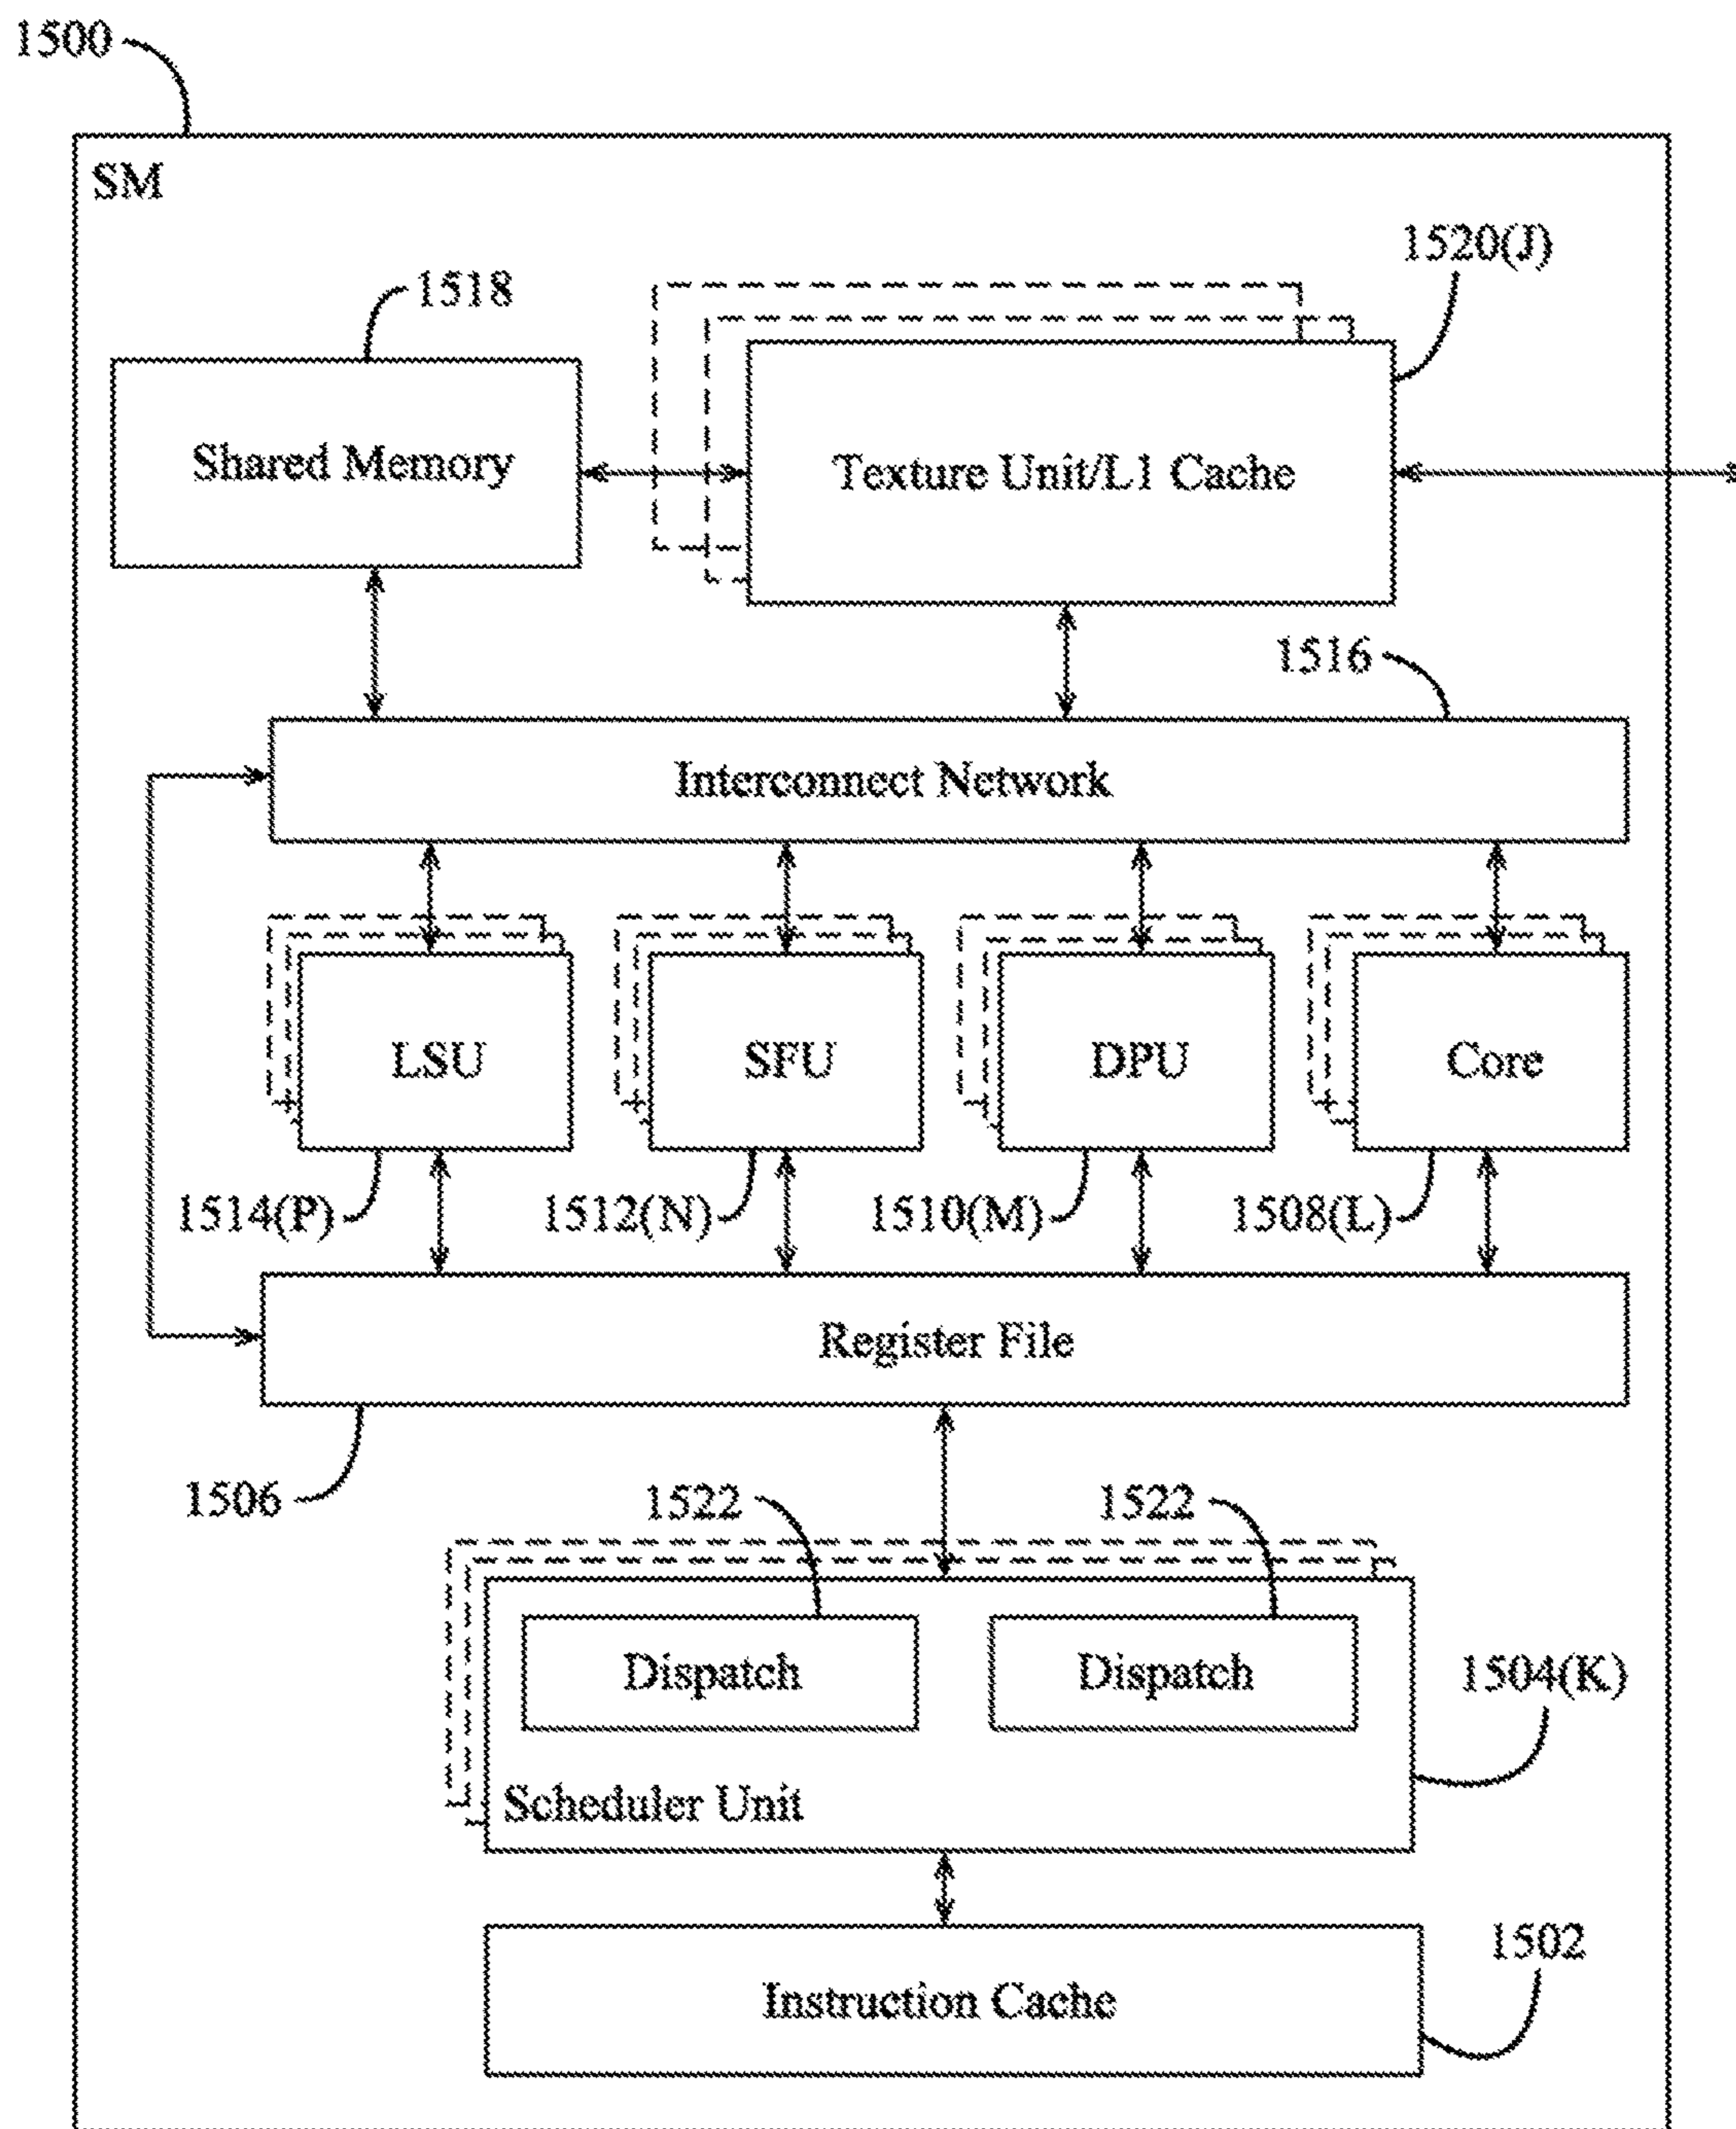 1500
SM
1520(J)
1518
Shared Memory
Texture Unit/L1 Cache
1516
Interconnect Network
LSU
SFU
DPU
Core
1514(P)
1512(N)
1510(M)
1508(L)
Register File
1506
1522
1522
Dispatch
Dispatch
1504(K)
Scheduler Unit
1502
Instruction Cache